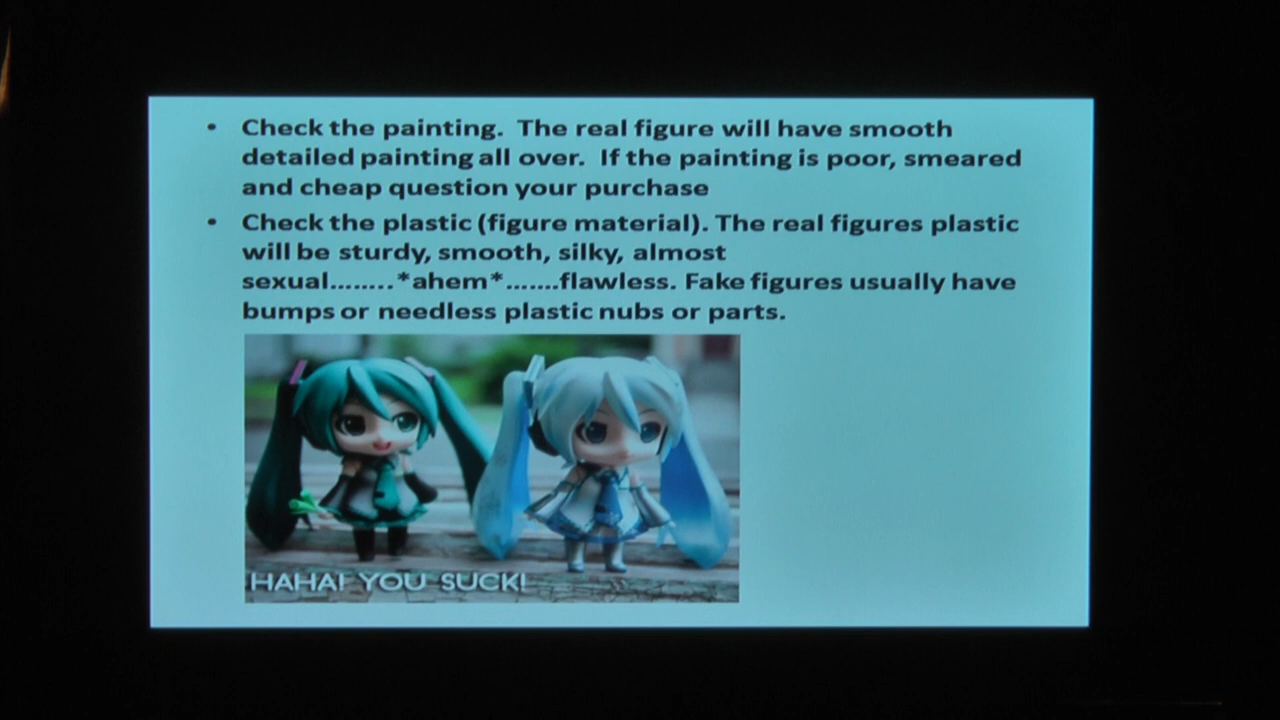 • Check the painting. The real figure will have smooth
detailed painting all over. If the painting is poor, smeared
and cheap question your purchase
• Check the plastic (figure material). The real figures plastic
will be sturdy, smooth, silky, almost
sexual........*ahem*.......flawless. Fake figures usually have
bumps or needless plastic nubs or parts.
HAHA! YOU SUCK!